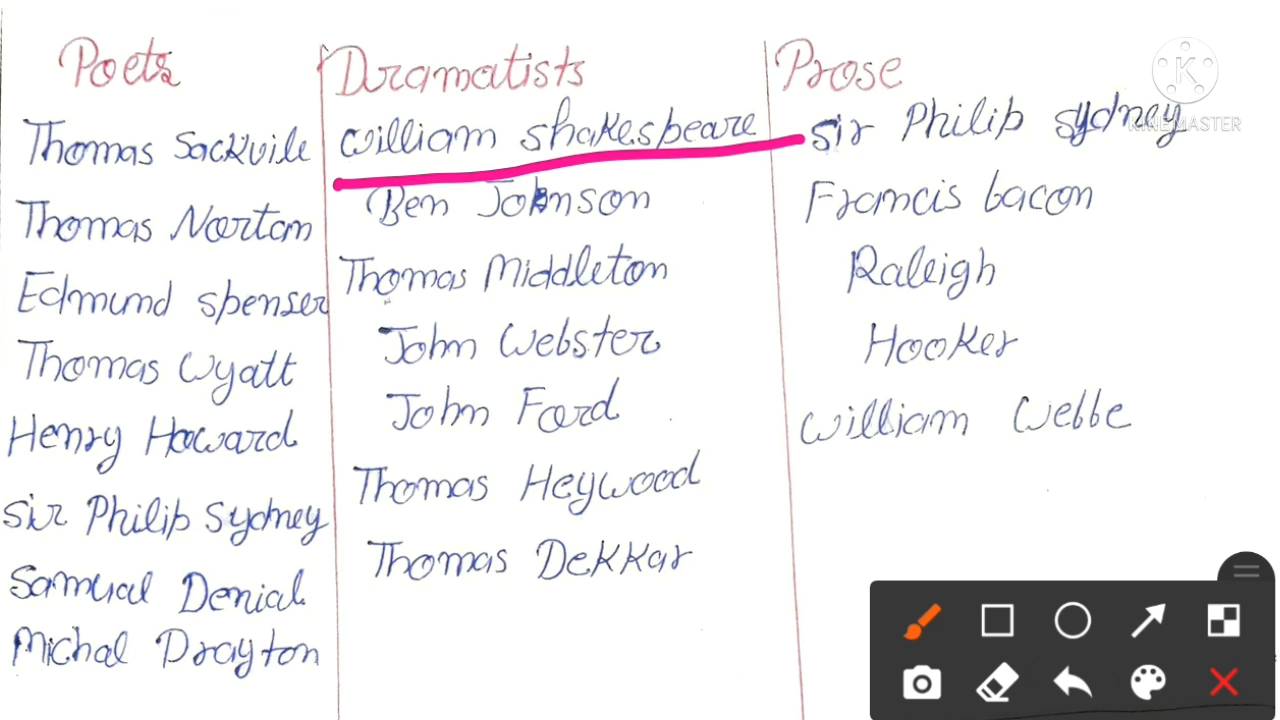 Poets
Thomas Sackvile
Thomas Norton
Edmund spenser
Thomas Wyatt
Henry Howard
Sir Philip Sydney
Samual Denial
Michal Drayton
Dramatists
William shakespeare
Ben Johnson
Thomas Middleton
John Webster
John Ford
Thomas Heywood
Thomas Dekkar
Prose
Sir Philip Sydney
Francis bacon
Raleigh
Hooker
William Webbe
K
KINEMASTER